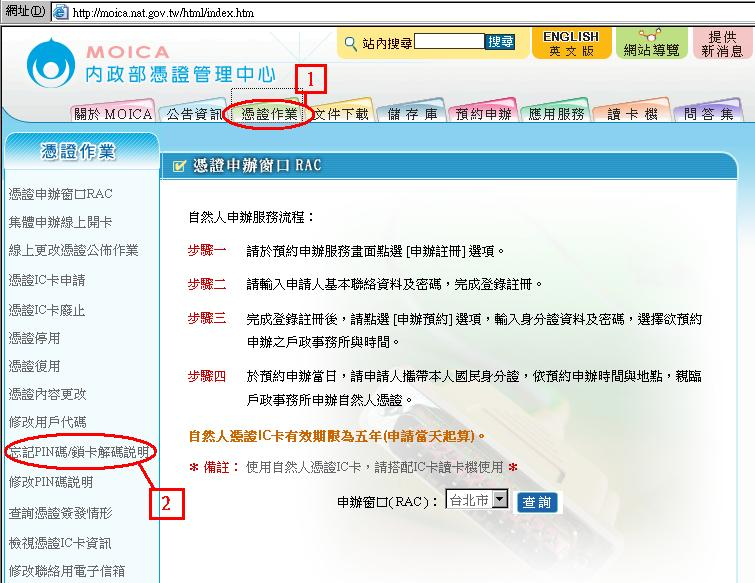 網址(D) http://moica.nat.gov.tw/html/index.htm
站內搜尋 搜尋
ENGLISH
英文版
網站導覽
提供
新消息
MOICA
內政部憑證管理中心
1
關於 MOICA 公告資訊 憑證作業 文件下載 儲存庫 預約申辦 應用服務 讀卡機 問答集
憑證作業
憑證申辦窗口RAC
集體申辦線上開卡
線上更改憑證公佈作業
憑證IC卡申請
憑證IC卡廢止
憑證停用
憑證復用
憑證內容更改
修改用戶代碼
忘記PIN碼/鎖卡解碼說明
2
修改PIN碼說明
查詢憑證簽發情形
檢視憑證IC卡資訊
修改聯絡用電子信箱
憑證申辦窗口 RAC
自然人申辦服務流程：
步驟一 請於預約申辦服務畫面點選 [申辦註冊] 選項。
步驟二 請輸入申請人基本聯絡資料及密碼，完成登錄註冊。
步驟三 完成登錄註冊後，請點選 [申辦預約] 選項，輸入身分證資料及密碼，選擇欲預約
申辦之戶政事務所與時間。
步驟四 於預約申辦當日，請申請人攜帶本人國民身分證，依預約申辦時間與地點，親臨
戶政事務所申辦自然人憑證。
自然人憑證IC卡有效期限為五年(申請當天起算)。
* 備註： 使用自然人憑證IC卡，請搭配IC卡讀卡機使用 *
申辦窗口(RAC)： 台北市 查詢